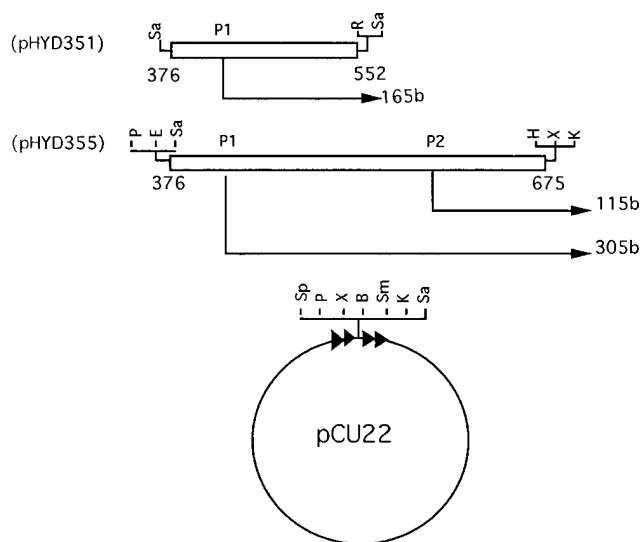 Sa P1 R Sa
(pHYD351)
376 552
165b
P E Sa P1 P2 H X K
(pHYD355)
376 675
115b
305b
Sp P X B Sm K Sa
pCU22